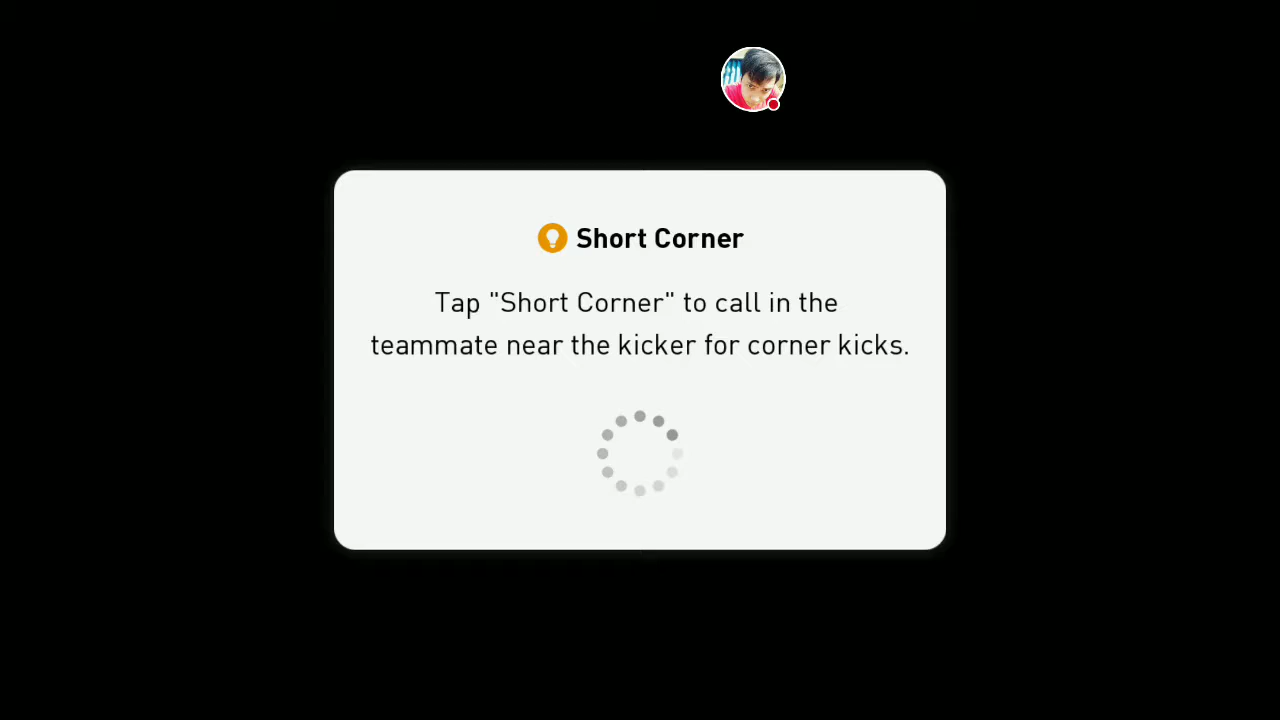 Short Corner
Tap "Short Corner" to call in the
teammate near the kicker for corner kicks.